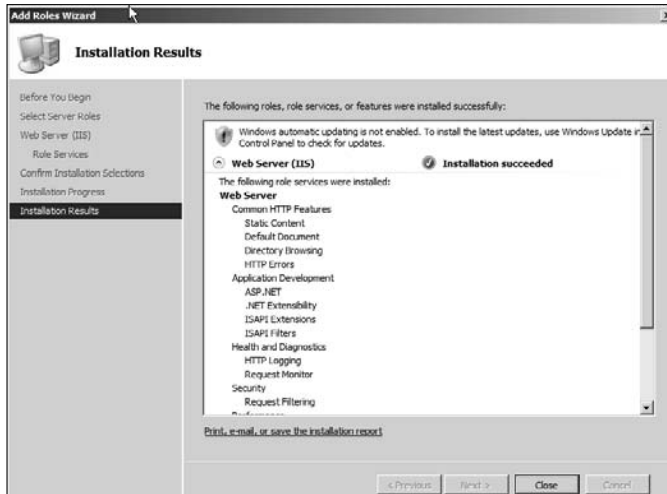 Add Roles Wizard
Installation Results
Before You Begin
Select Server Roles
Web Server (IIS)
Role Services
Confirm Installation Selections
Installation Progress
Installation Results
The following roles, role services, or features were installed successfully:
Windows automatic updating is not enabled. To install the latest updates, use Windows Update in
Control Panel to check for updates.
Web Server (IIS) Installation succeeded
The following role services were installed:
Web Server
Common HTTP Features
Static Content
Default Document
Directory Browsing
HTTP Errors
Application Development
ASP.NET
.NET Extensibility
ISAPI Extensions
ISAPI Filters
Health and Diagnostics
HTTP Logging
Request Monitor
Security
Request Filtering
Print, e-mail, or save the installation report
< Previous Next > Close Cancel